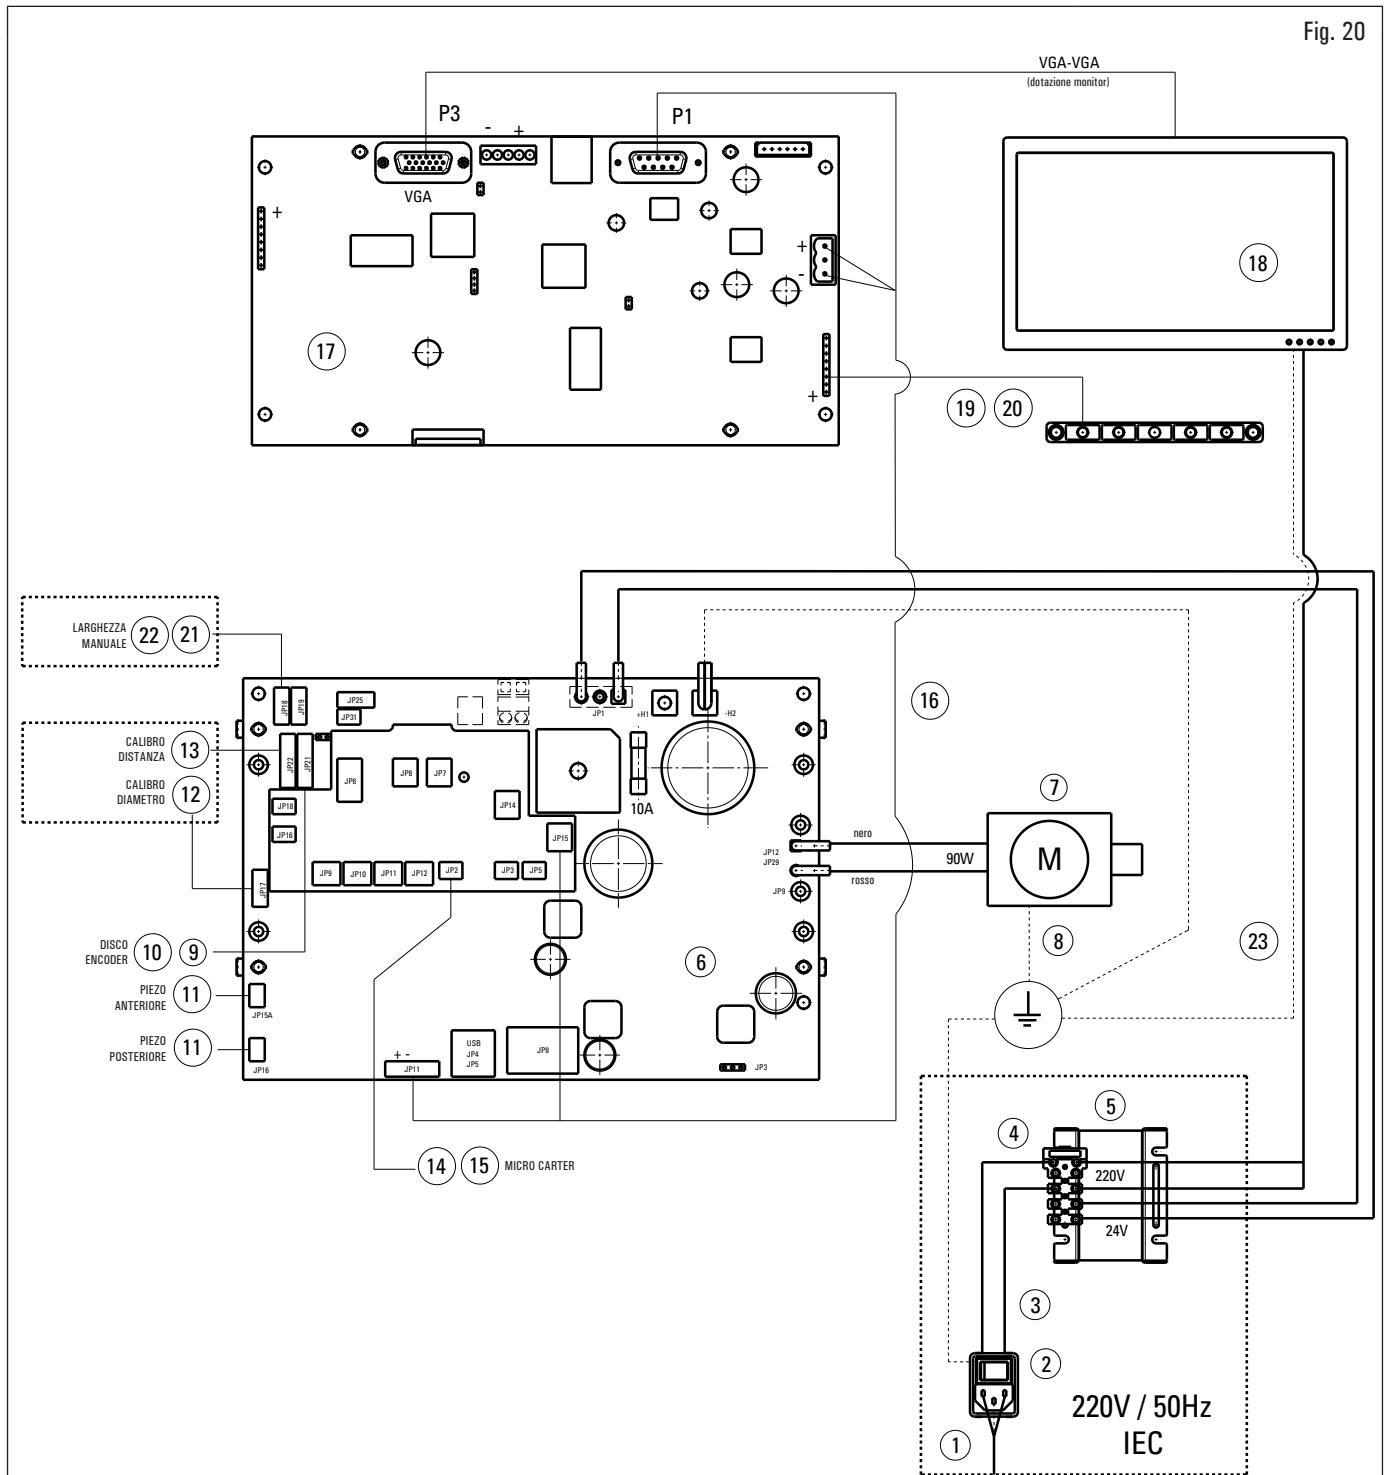 Fig. 20
VGA-VGA
(dotazione monitor)
P3
P1
- +
VGA
+
+
-
+
17
18
19 20
LARGHEZZA
MANUALE
22 21
16
JP18
JP19
JP25
JP31
JP1
+H1
-H2
CALIBRO
DISTANZA
13
CALIBRO
DIAMETRO
12
JP22
JP21
JP6
JP8
JP7
JP18
JP16
JP14
JP15
10A
7
nero
JP12
JP29
90W
M
rosso
JP9
JP9
JP10
JP11
JP12
JP2
JP3
JP5
JP17
DISCO
ENCODER
10 9
6
8
23
PIEZO
ANTERIORE
11
JP15A
PIEZO
POSTERIORE
11
JP16
+ -
JP11
USB
JP4
JP5
JP8
JP3
14 15 MICRO CARTER
5
4
220V
24V
3
2
1
220V / 50Hz
IEC